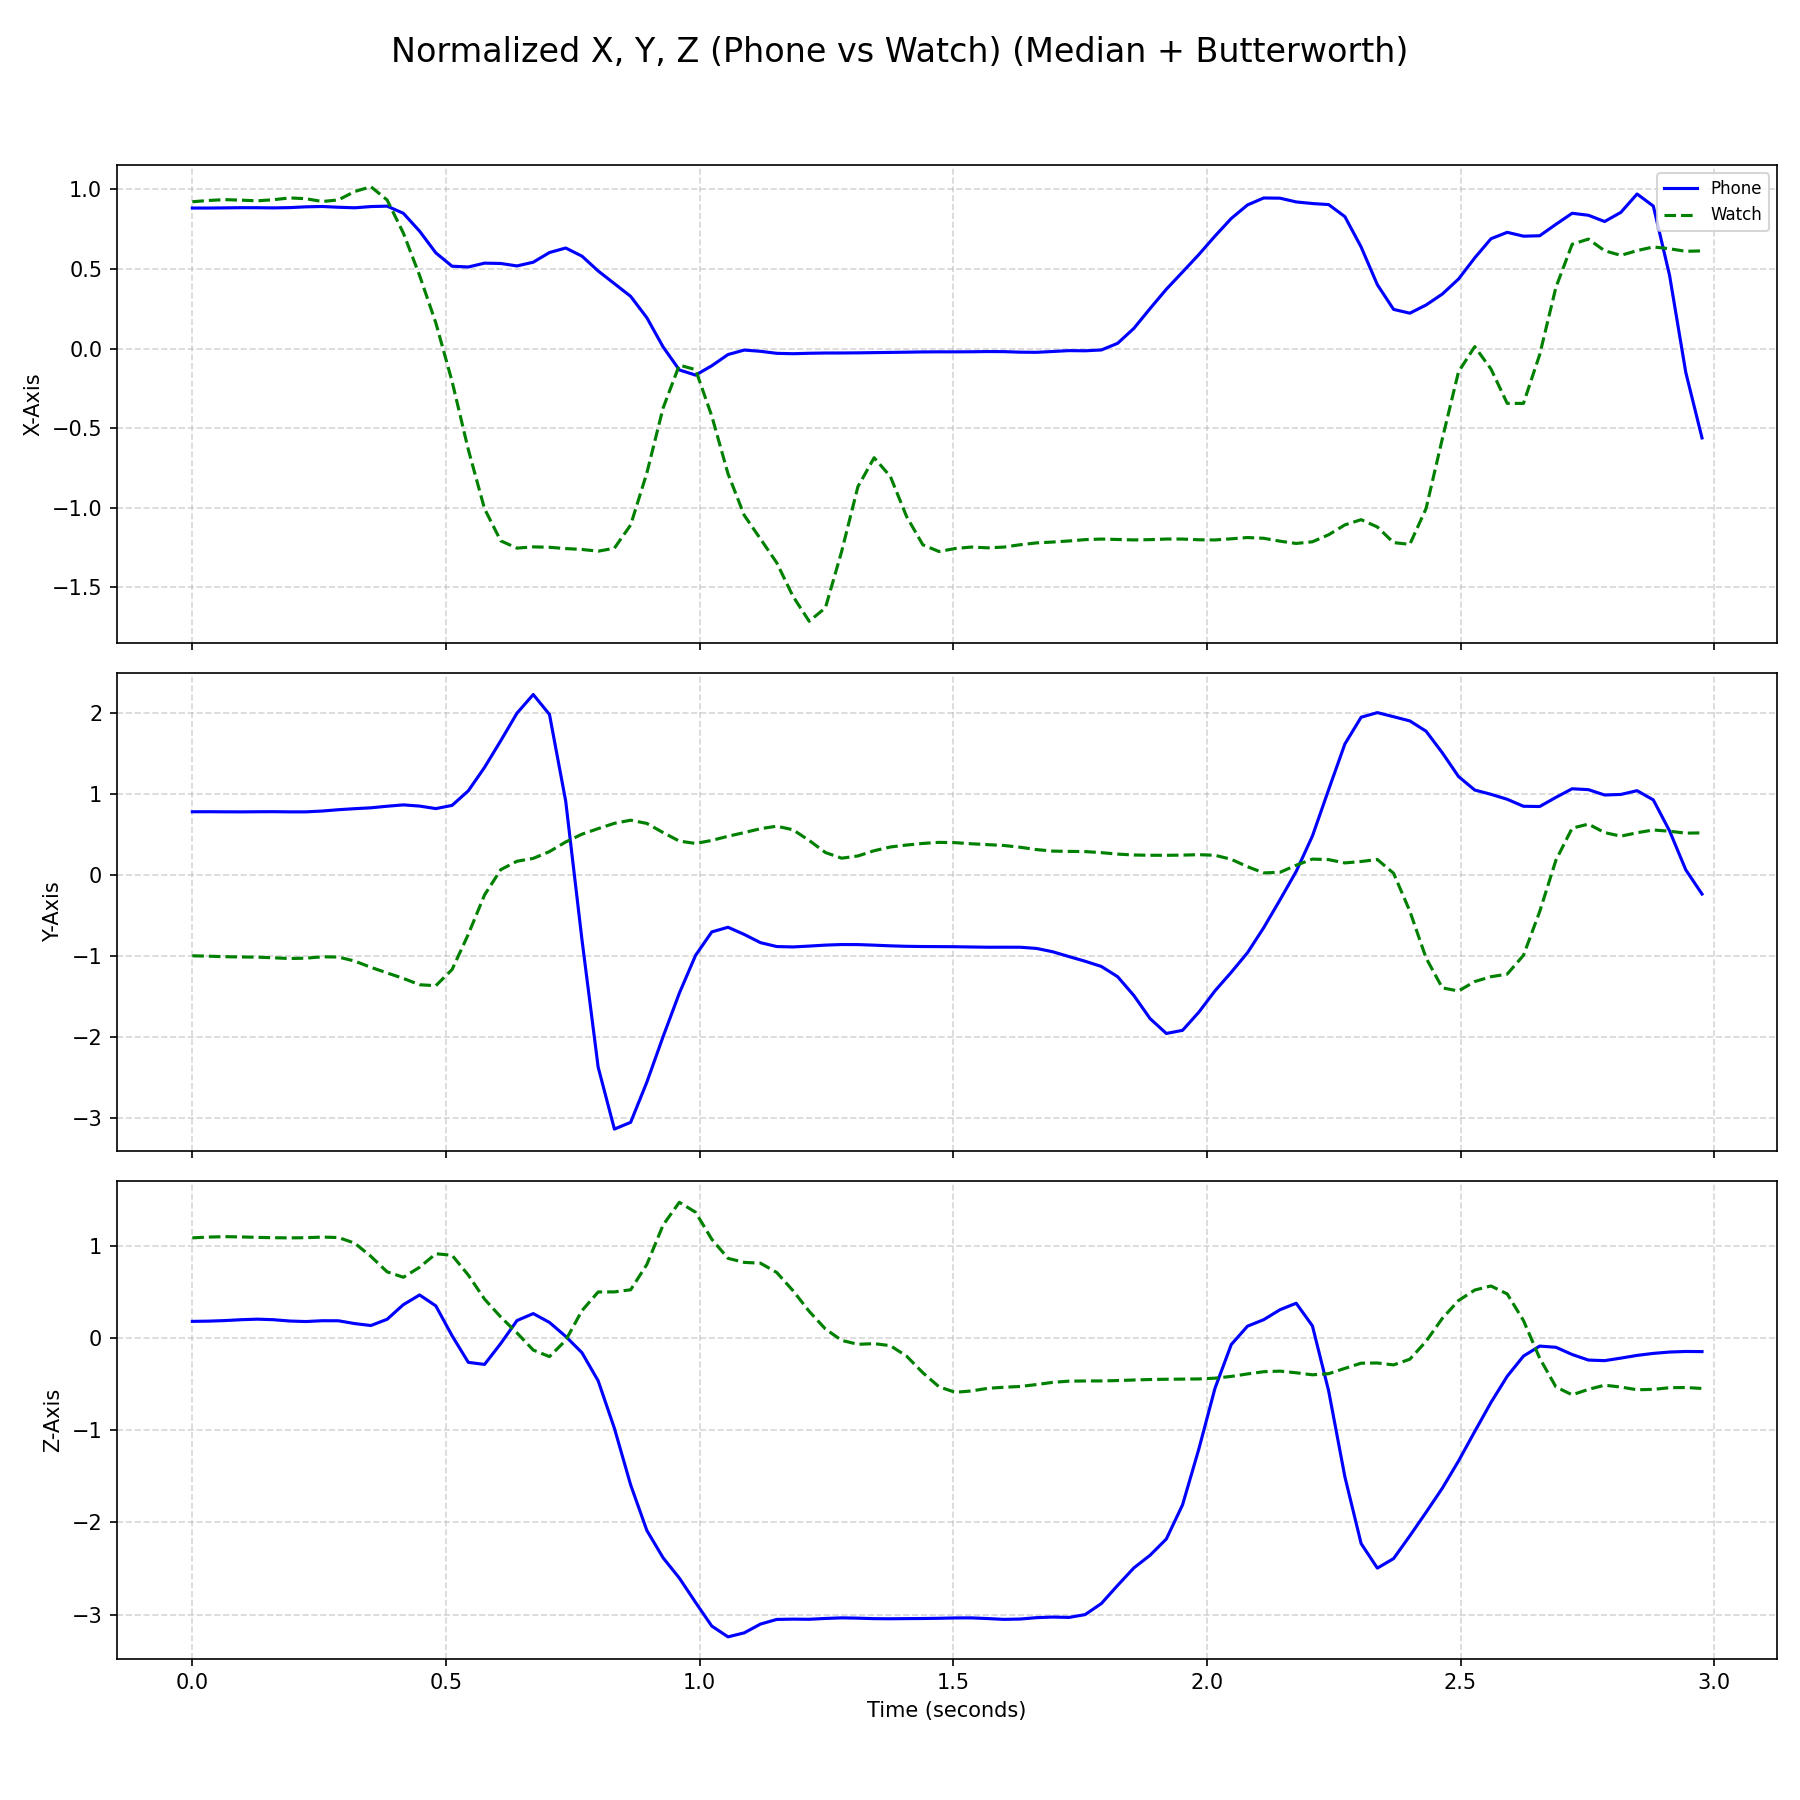 Normalized X, Y, Z (Phone vs Watch) (Median + Butterworth)
Phone
Watch
1.0
0.5
0.0
−0.5
−1.0
−1.5
X-Axis
2
1
0
−1
−2
−3
Y-Axis
1
0
−1
−2
−3
Z-Axis
0.0 0.5 1.0 1.5 2.0 2.5 3.0
Time (seconds)